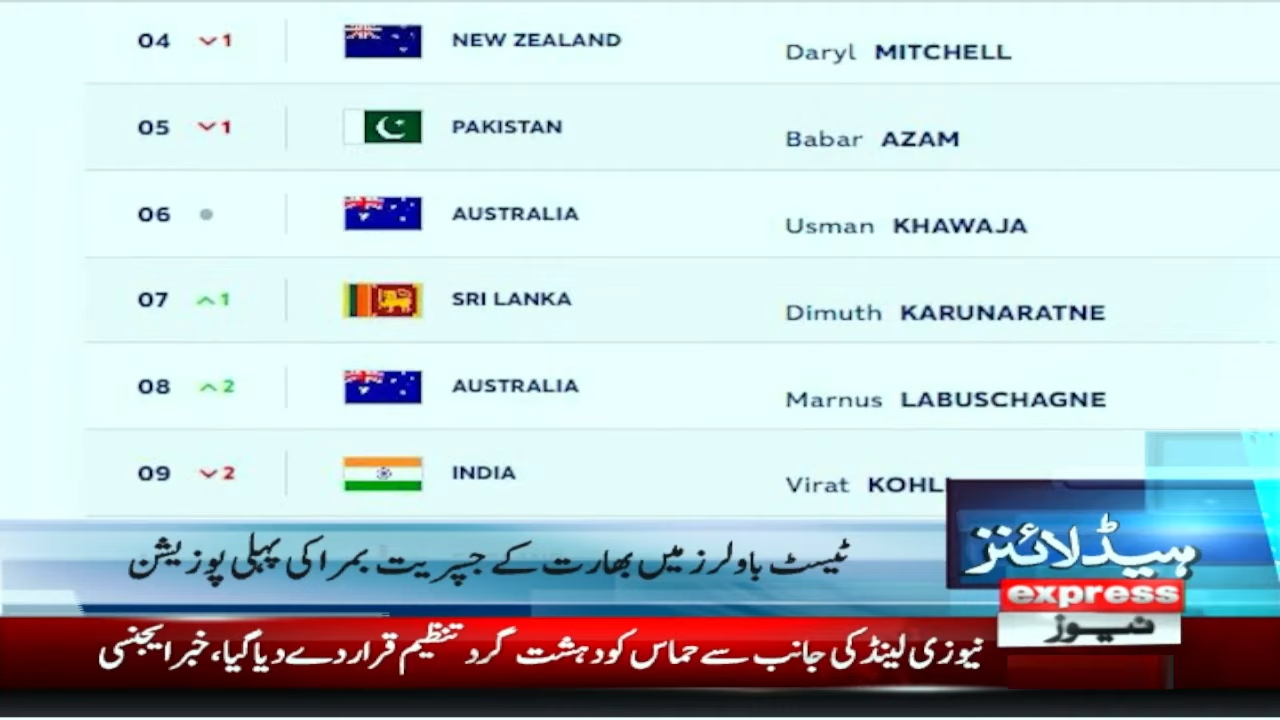 04 1 NEW ZEALAND Daryl MITCHELL
05 1 PAKISTAN Babar AZAM
06 AUSTRALIA Usman KHAWAJA
07 1 SRI LANKA Dimuth KARUNARATNE
08 2 AUSTRALIA Marnus LABUSCHAGNE
09 2 INDIA Virat KOHLI
ٹیسٹ باولرز میں بھارت کے جسپریت بمرا کی پہلی پوزیشن
ہیڈلائنز
express
نیوز
نیوزی لینڈ کی جانب سے حماس کو دہشت گرد تنظیم قرار دے دیا گیا، خبر ایجنسی